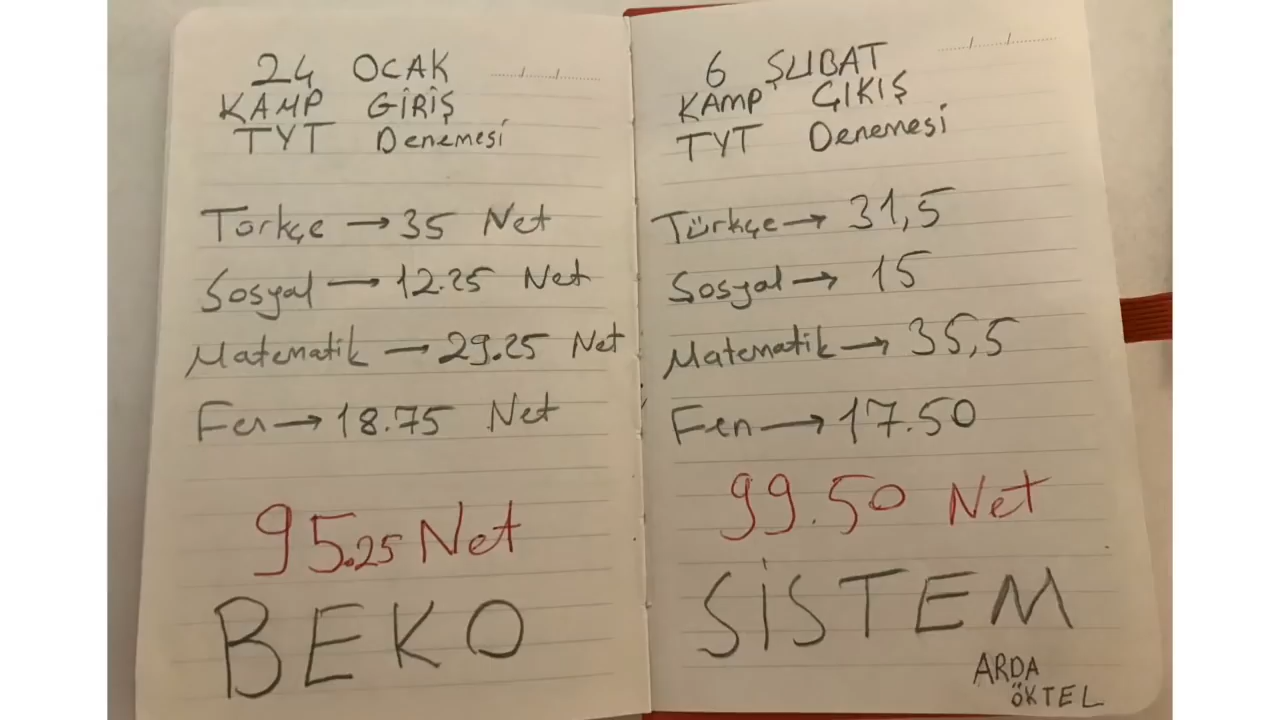 24 OCAK
KAMP GİRİŞ
TYT Denemesi
Türkçe → 35 Net
Sosyal → 12.25 Net
Matematik → 29.25 Net
Fen → 18.75 Net
95.25 Net
BEKO
6 ŞUBAT
KAMP ÇIKIŞ
TYT Denemesi
Türkçe → 31,5
Sosyal → 15
Matematik → 35,5
Fen → 17.50
99.50 Net
SİSTEM
ARDA
ÖKTEL